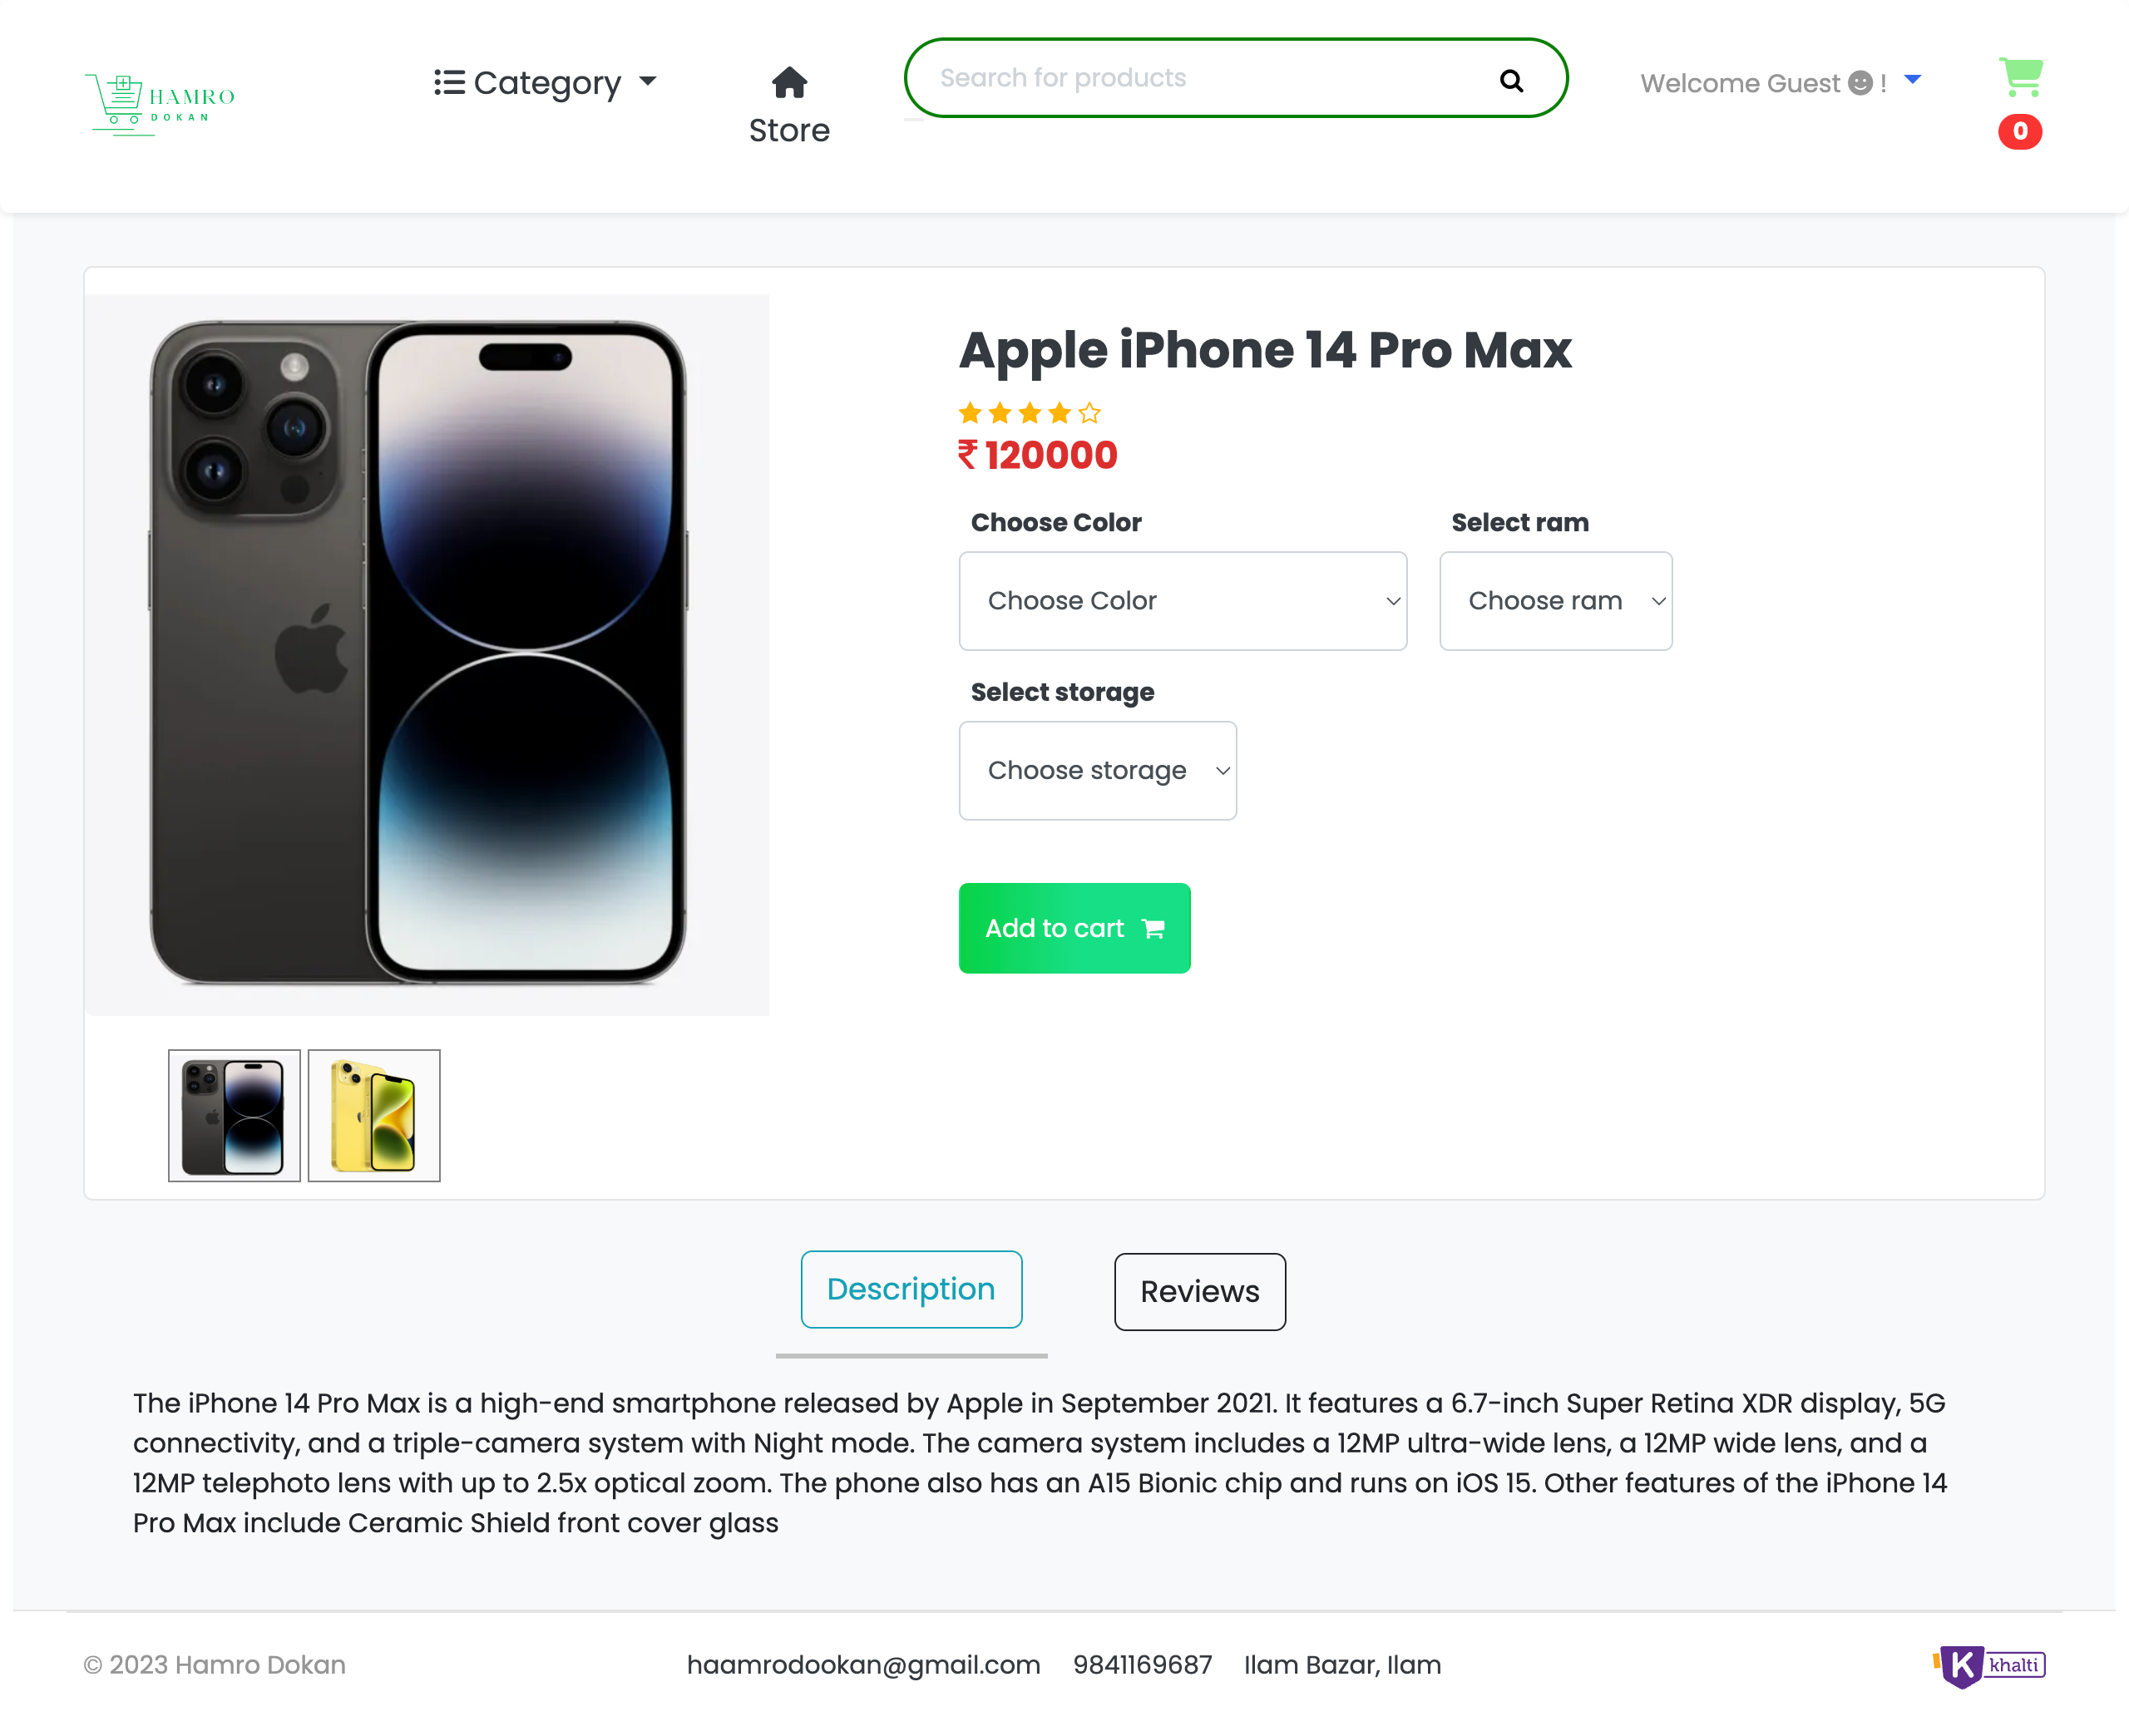 HAMRO
DOKAN
Category
Store
Search for products
Welcome Guest !
0
Apple iPhone 14 Pro Max
₹ 120000
Choose Color
Select ram
Choose Color
Choose ram
Select storage
Choose storage
Add to cart
Description
Reviews
The iPhone 14 Pro Max is a high-end smartphone released by Apple in September 2021. It features a 6.7-inch Super Retina XDR display, 5G
connectivity, and a triple-camera system with Night mode. The camera system includes a 12MP ultra-wide lens, a 12MP wide lens, and a
12MP telephoto lens with up to 2.5x optical zoom. The phone also has an A15 Bionic chip and runs on iOS 15. Other features of the iPhone 14
Pro Max include Ceramic Shield front cover glass
© 2023 Hamro Dokan
haamrodookan@gmail.com
9841169687
Ilam Bazar, Ilam
K khalti